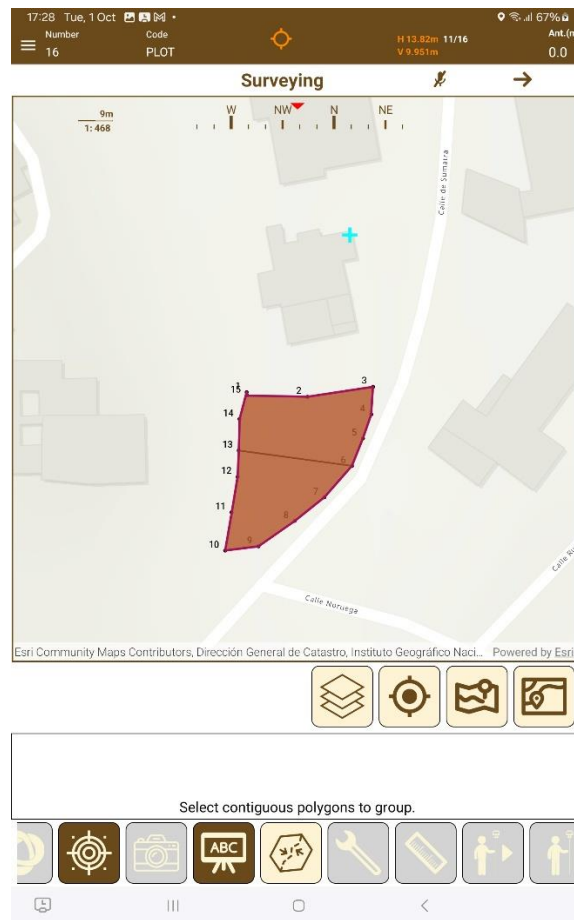 17:28 Tue, 1 Oct
67%
Number
16
Code
PLOT
H 13.82m 11/16
V 9.951m
Ant.(m
0.0
Surveying
9m
1: 468
W NW N NE
Calle de Sumatra
1
15 2 3
14 4
13 5
12 6
11 7
10 9 8
Calle Noruega
Calle Ru
Esri Community Maps Contributors, Dirección General de Catastro, Instituto Geográfico Naci... Powered by Esri
Select contiguous polygons to group.
ABC